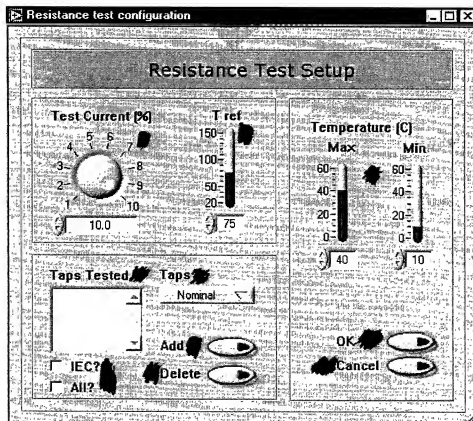 Resistance test configuration
Resistance Test Setup
Test Current (%)
1
2
3
4
5
6
7
8
9
10
10.0
T ref
150
100
80
50
20
75
Temperature (C)
Max
60
40
20
0
40
Min
60
40
20
0
10
Taps Tested
Taps
Nominal
Add
Delete
IEC?
All?
OK
Cancel